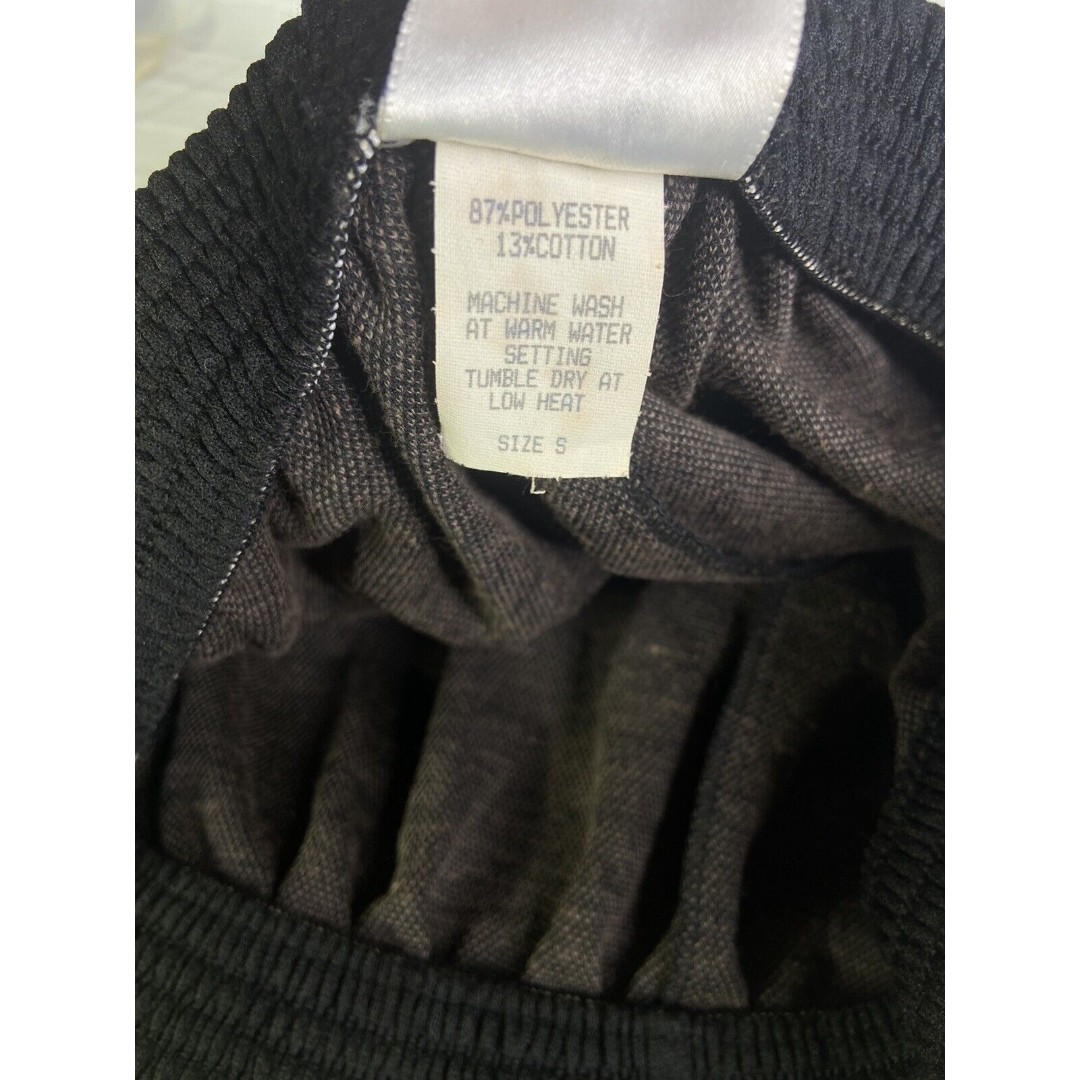 87%POLYESTER
13%COTTON
MACHINE WASH
AT WARM WATER
SETTING
TUMBLE DRY AT
LOW HEAT
SIZE S